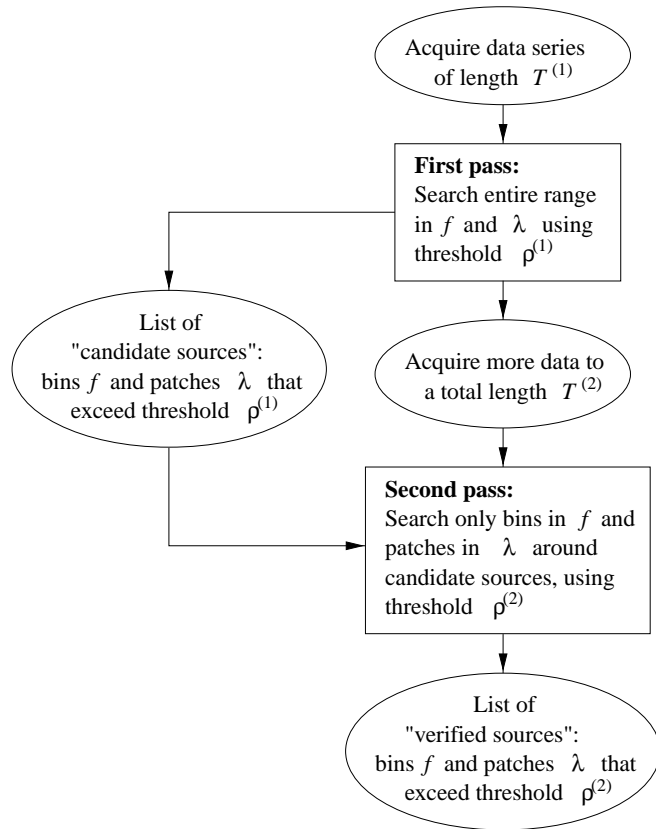 Acquire data series
of length T^(1)
First pass:
Search entire range
in f and λ using
threshold ρ^(1)
List of
"candidate sources":
bins f and patches λ that
exceed threshold ρ^(1)
Acquire more data to
a total length T^(2)
Second pass:
Search only bins in f and
patches in λ around
candidate sources, using
threshold ρ^(2)
List of
"verified sources":
bins f and patches λ that
exceed threshold ρ^(2)